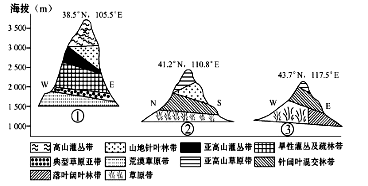 海拔(m)
38.5°N，105.5°E
3 500
3 000
2 500
2 000
1 500
1 000
41.2°N，110.8°E
43.7°N，117.5°E
W
E
①
N
S
②
W
E
③
高山灌丛带
山地针叶林带
亚高山灌丛带
旱性灌丛及疏林带
典型草原亚带
荒漠草原带
亚高山草原带
针阔叶混交林带
落叶阔叶林带
草原带